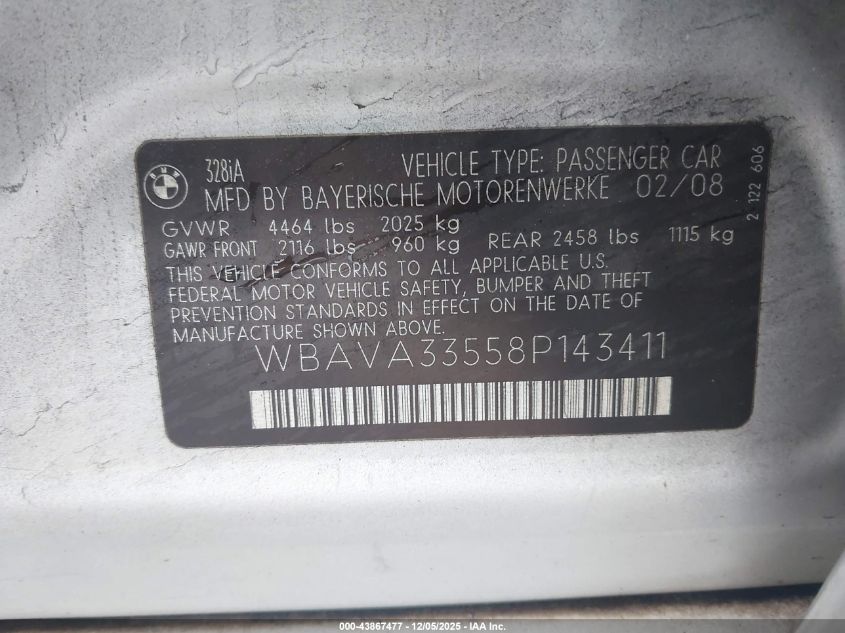 BMW
328iA VEHICLE TYPE: PASSENGER CAR
MFD BY BAYERISCHE MOTORENWERKE 02/08
GVWR 4464 lbs 2025 kg
GAWR FRONT 2116 lbs 960 kg REAR 2458 lbs 1115 kg
THIS VEHICLE CONFORMS TO ALL APPLICABLE U.S.
FEDERAL MOTOR VEHICLE SAFETY, BUMPER AND THEFT
PREVENTION STANDARDS IN EFFECT ON THE DATE OF
MANUFACTURE SHOWN ABOVE.
WBAVA33558P143411
2 122 606
000-43867477 - 12/05/2025 - IAA Inc.